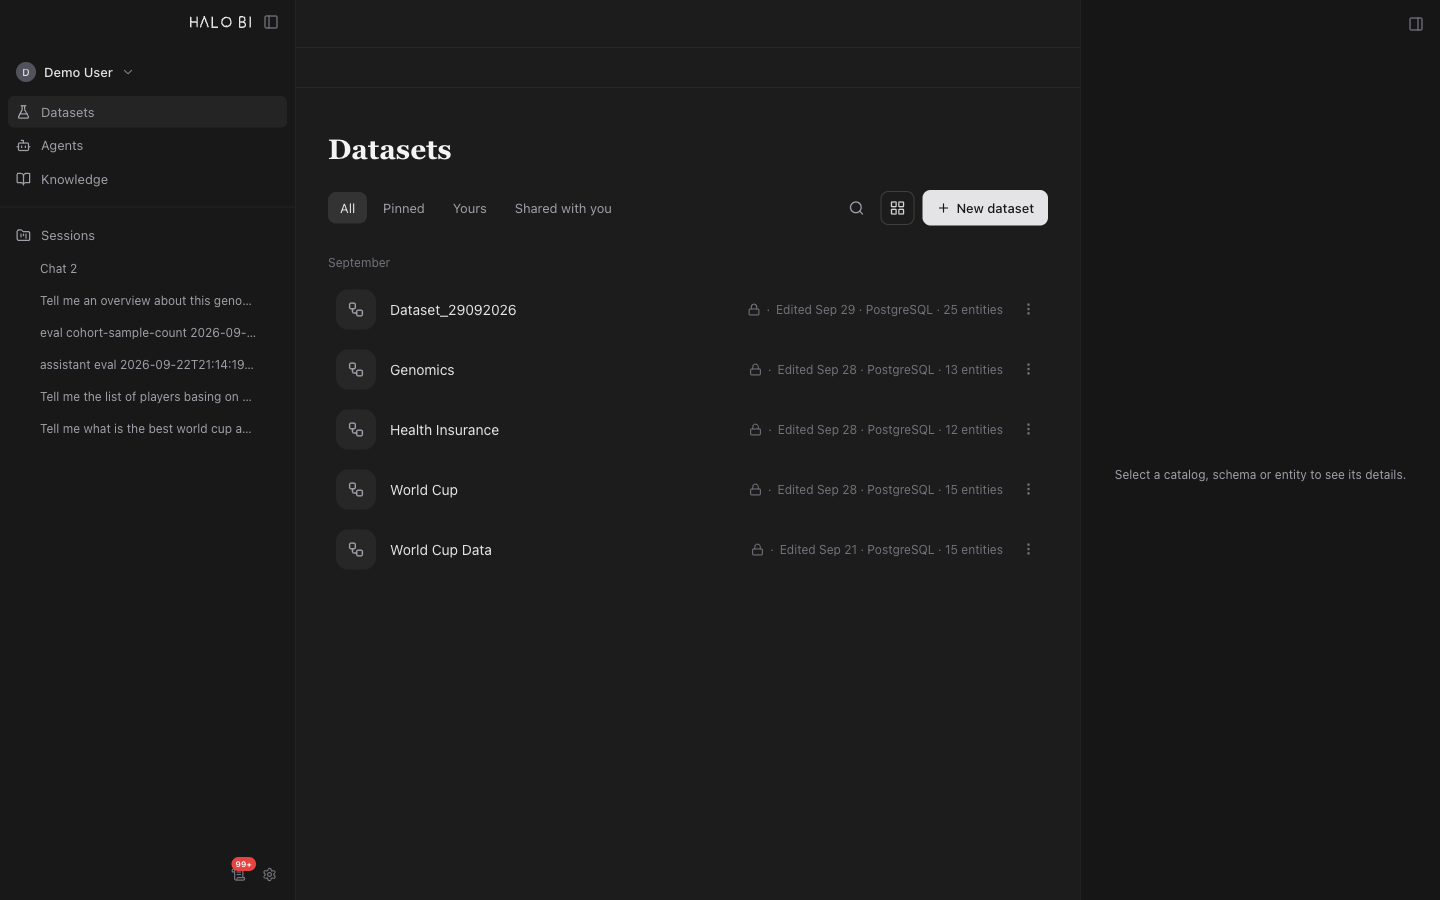 HALO BI
D Demo User
Datasets
Agents
Knowledge
Sessions
Chat 2
Tell me an overview about this geno...
eval cohort-sample-count 2026-09-...
assistant eval 2026-09-22T21:14:19...
Tell me the list of players basing on ...
Tell me what is the best world cup a...
99+
Datasets
All Pinned Yours Shared with you
New dataset
September
Dataset_29092026 · Edited Sep 29 · PostgreSQL · 25 entities
Genomics · Edited Sep 28 · PostgreSQL · 13 entities
Health Insurance · Edited Sep 28 · PostgreSQL · 12 entities
World Cup · Edited Sep 28 · PostgreSQL · 15 entities
World Cup Data · Edited Sep 21 · PostgreSQL · 15 entities
Select a catalog, schema or entity to see its details.